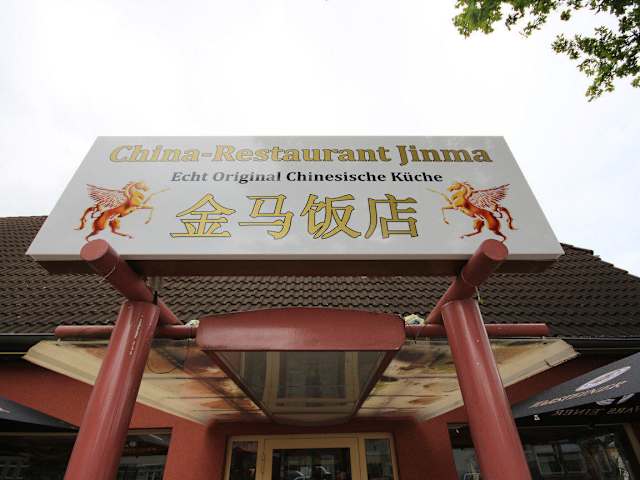 China-Restaurant Jinma
Echt Original Chinesische Küche
金马饭店